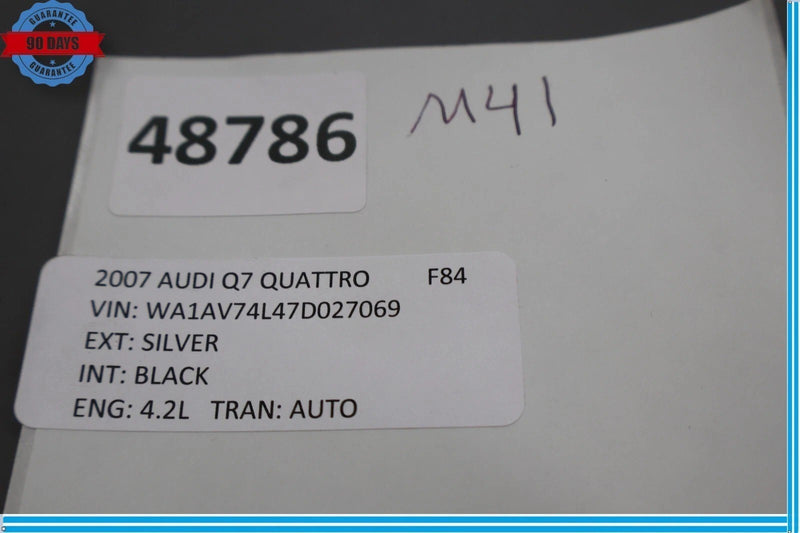 GUARANTEE
90 DAYS
GUARANTEE
48786
M41
2007 AUDI Q7 QUATTRO F84
VIN: WA1AV74L47D027069
EXT: SILVER
INT: BLACK
ENG: 4.2L TRAN: AUTO